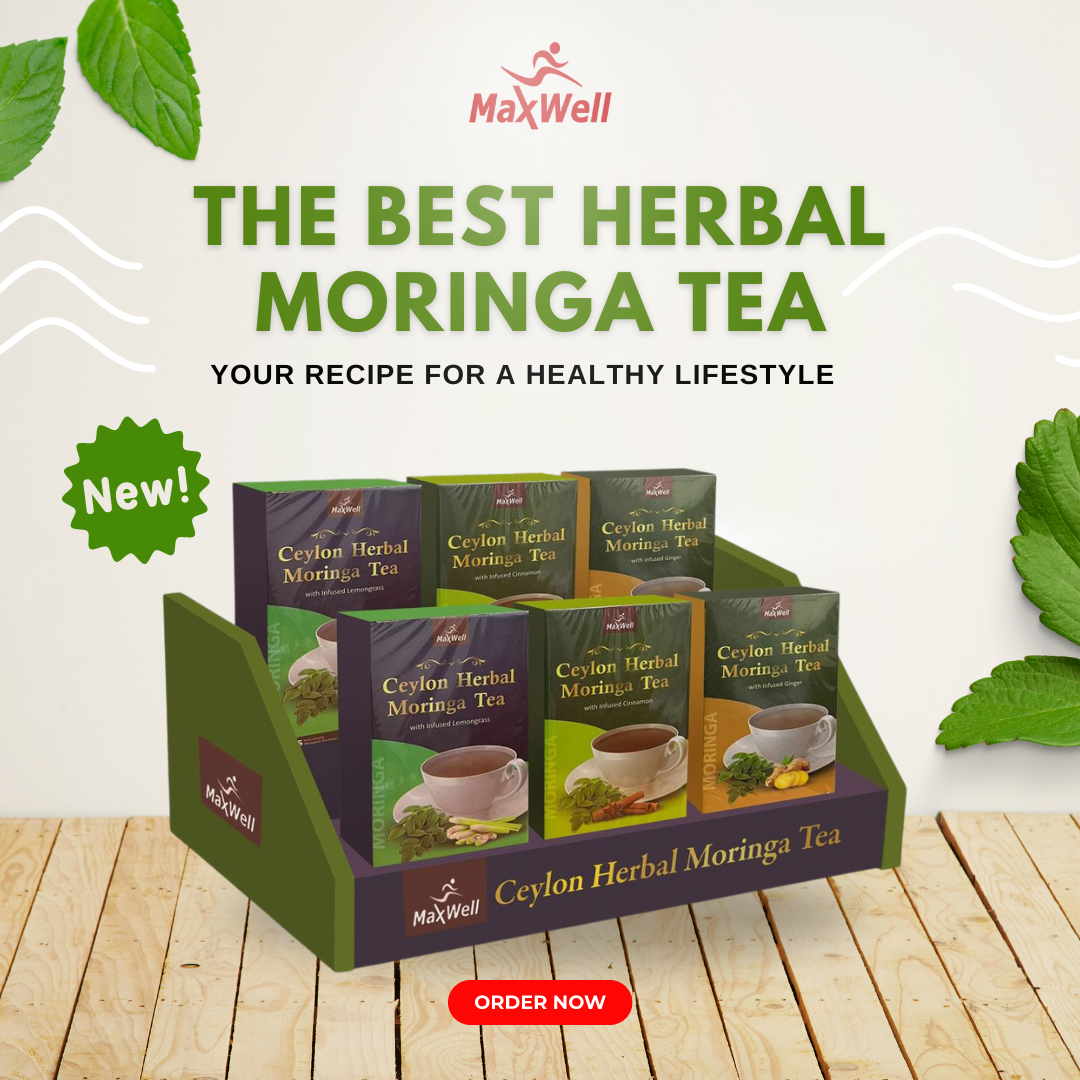 MaxWell
THE BEST HERBAL
MORINGA TEA
YOUR RECIPE FOR A HEALTHY LIFESTYLE
New!
MaxWell
Ceylon Herbal
Moringa Tea
with Infused Lemongrass
MORINGA
MaxWell
Ceylon Herbal
Moringa Tea
with Infused Cinnamon
MaxWell
Ceylon Herbal
Moringa Tea
with Infused Ginger
MaxWell
Ceylon Herbal
Moringa Tea
with Infused Lemongrass
MORINGA
MaxWell
Ceylon Herbal
Moringa Tea
with Infused Cinnamon
MORINGA
MaxWell
Ceylon Herbal
Moringa Tea
with Infused Ginger
MORINGA
MaxWell
MaxWell
Ceylon Herbal Moringa Tea
ORDER NOW